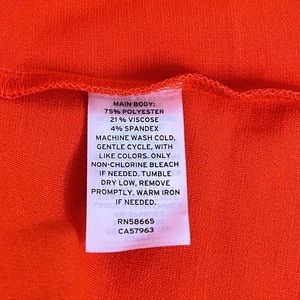 MAIN BODY:
75% POLYESTER
21% VISCOSE
4% SPANDEX
MACHINE WASH COLD,
GENTLE CYCLE, WITH
LIKE COLORS. ONLY
NON-CHLORINE BLEACH
IF NEEDED. TUMBLE
DRY LOW, REMOVE
PROMPTLY. WARM IRON
IF NEEDED.
RN58665
CA57963